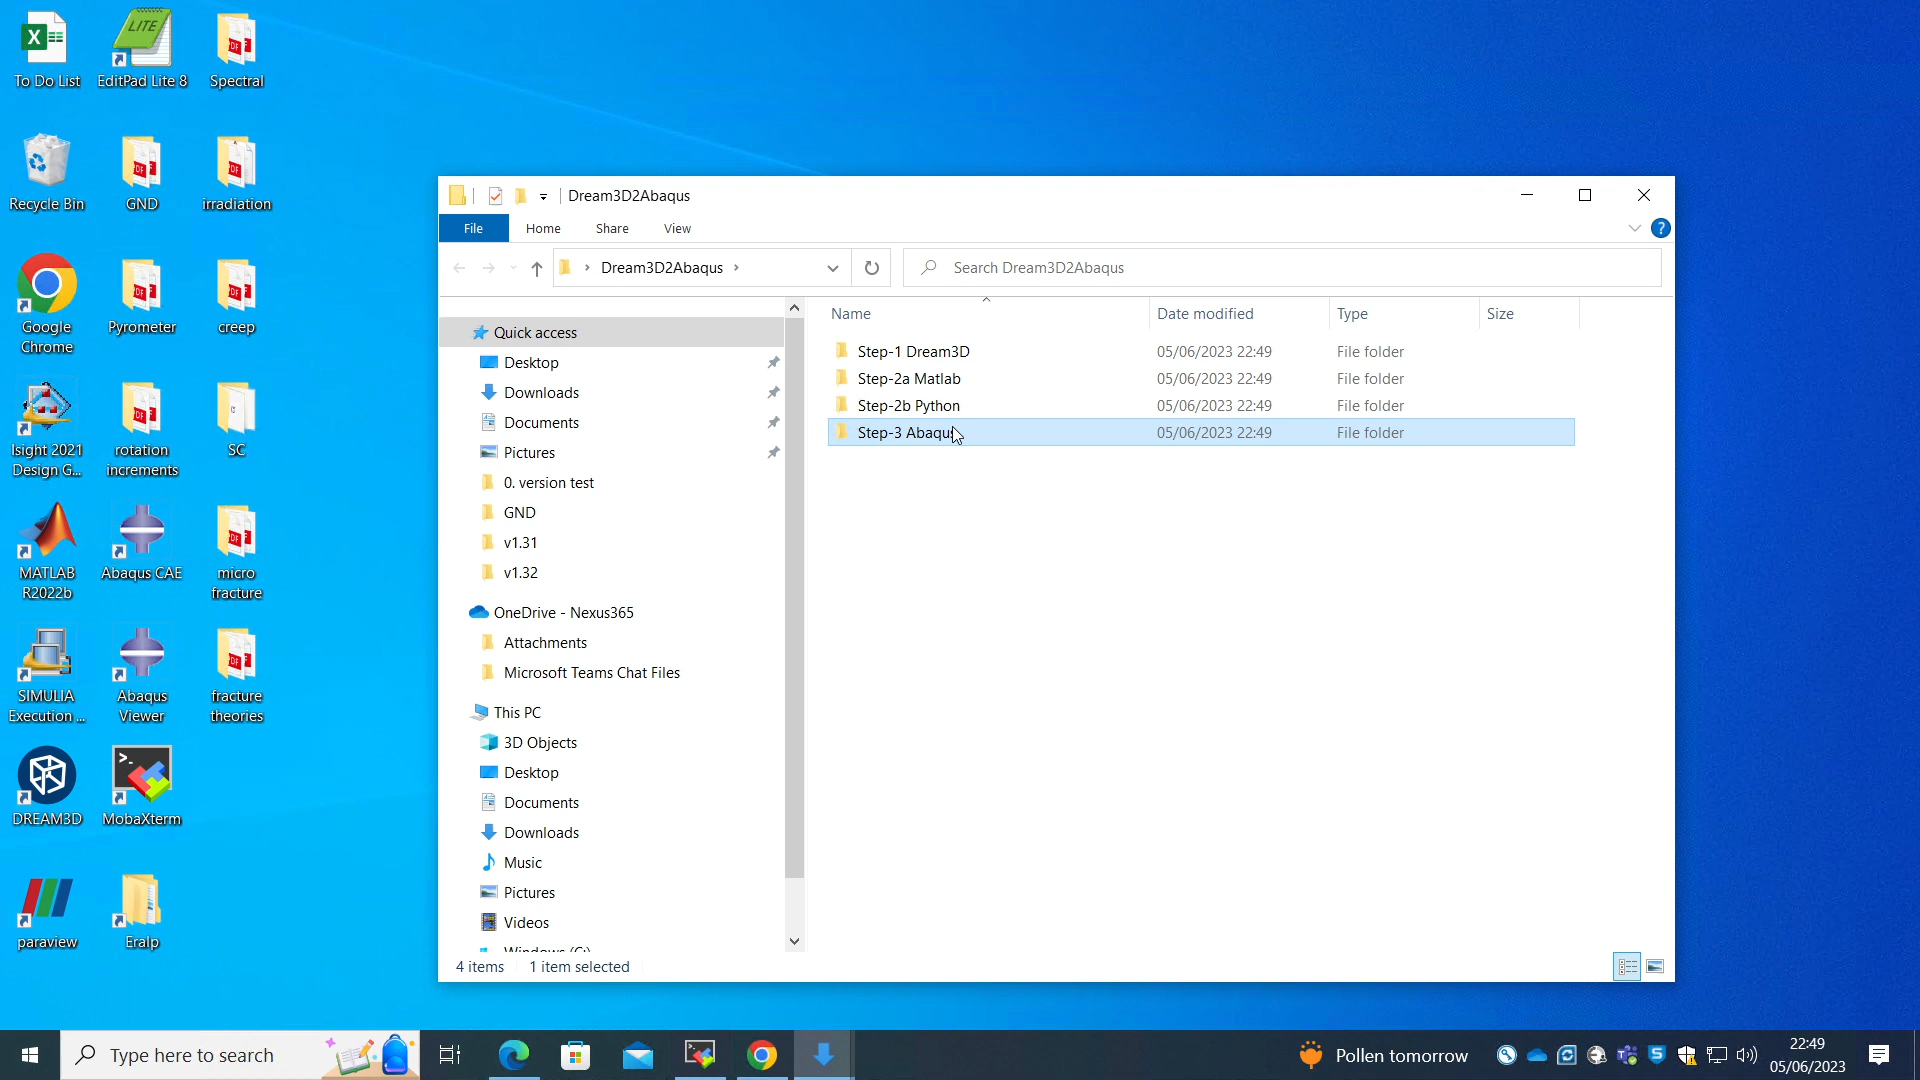 To Do List
EditPad Lite 8
Spectral
Recycle Bin
GND
irradiation
Google
Chrome
Pyrometer
creep
Isight 2021
Design G...
rotation
increments
SC
MATLAB
R2022b
Abaqus CAE
micro
fracture
SIMULIA
Execution ...
Abaqus
Viewer
fracture
theories
DREAM3D
MobaXterm
paraview
Eralp
Dream3D2Abaqus
File
Home
Share
View
Dream3D2Abaqus
Search Dream3D2Abaqus
Quick access
Desktop
Downloads
Documents
Pictures
0. version test
GND
v1.31
v1.32
OneDrive - Nexus365
Attachments
Microsoft Teams Chat Files
This PC
3D Objects
Desktop
Documents
Downloads
Music
Pictures
Videos
Windows (C:)
Name Date modified Type Size
Step-1 Dream3D 05/06/2023 22:49 File folder
Step-2a Matlab 05/06/2023 22:49 File folder
Step-2b Python 05/06/2023 22:49 File folder
Step-3 Abaqus 05/06/2023 22:49 File folder
4 items 1 item selected
Type here to search
Pollen tomorrow
22:49
05/06/2023